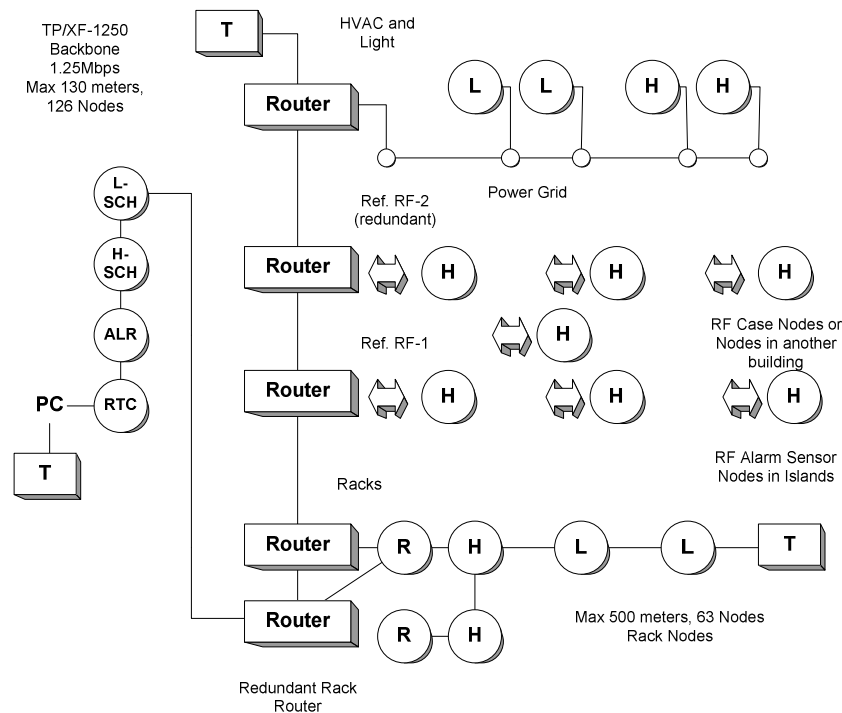 TP/XF-1250
Backbone
1.25Mbps
Max 130 meters,
126 Nodes
T
HVAC and
Light
Router
L
L
H
H
Power Grid
L-
SCH
H-
SCH
ALR
RTC
PC
T
Ref. RF-2
(redundant)
Router
H
H
H
H
RF Case Nodes or
Nodes in another
building
Ref. RF-1
Router
H
H
H
RF Alarm Sensor
Nodes in Islands
Racks
Router
R
H
L
L
T
Router
R
H
Max 500 meters, 63 Nodes
Rack Nodes
Redundant Rack
Router